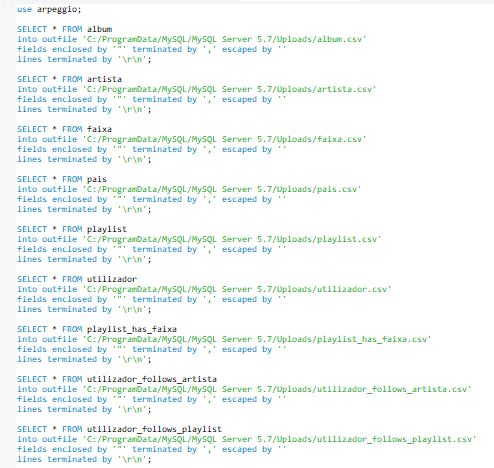 use arpeggio;
SELECT * FROM album
into outfile 'C:/ProgramData/MySQL/MySQL Server 5.7/Uploads/album.csv'
fields enclosed by '"' terminated by ',' escaped by ''
lines terminated by '\r\n';
SELECT * FROM artista
into outfile 'C:/ProgramData/MySQL/MySQL Server 5.7/Uploads/artista.csv'
fields enclosed by '"' terminated by ',' escaped by ''
lines terminated by '\r\n';
SELECT * FROM faixa
into outfile 'C:/ProgramData/MySQL/MySQL Server 5.7/Uploads/faixa.csv'
fields enclosed by '"' terminated by ',' escaped by ''
lines terminated by '\r\n';
SELECT * FROM pais
into outfile 'C:/ProgramData/MySQL/MySQL Server 5.7/Uploads/pais.csv'
fields enclosed by '"' terminated by ',' escaped by ''
lines terminated by '\r\n';
SELECT * FROM playlist
into outfile 'C:/ProgramData/MySQL/MySQL Server 5.7/Uploads/playlist.csv'
fields enclosed by '"' terminated by ',' escaped by ''
lines terminated by '\r\n';
SELECT * FROM utilizador
into outfile 'C:/ProgramData/MySQL/MySQL Server 5.7/Uploads/utilizador.csv'
fields enclosed by '"' terminated by ',' escaped by ''
lines terminated by '\r\n';
SELECT * FROM playlist_has_faixa
into outfile 'C:/ProgramData/MySQL/MySQL Server 5.7/Uploads/playlist_has_faixa.csv'
fields enclosed by '"' terminated by ',' escaped by ''
lines terminated by '\r\n';
SELECT * FROM utilizador_follows_artista
into outfile 'C:/ProgramData/MySQL/MySQL Server 5.7/Uploads/utilizador_follows_artista.csv'
fields enclosed by '"' terminated by ',' escaped by ''
lines terminated by '\r\n';
SELECT * FROM utilizador_follows_playlist
into outfile 'C:/ProgramData/MySQL/MySQL Server 5.7/Uploads/utilizador_follows_playlist.csv'
fields enclosed by '"' terminated by ',' escaped by ''
lines terminated by '\r\n';